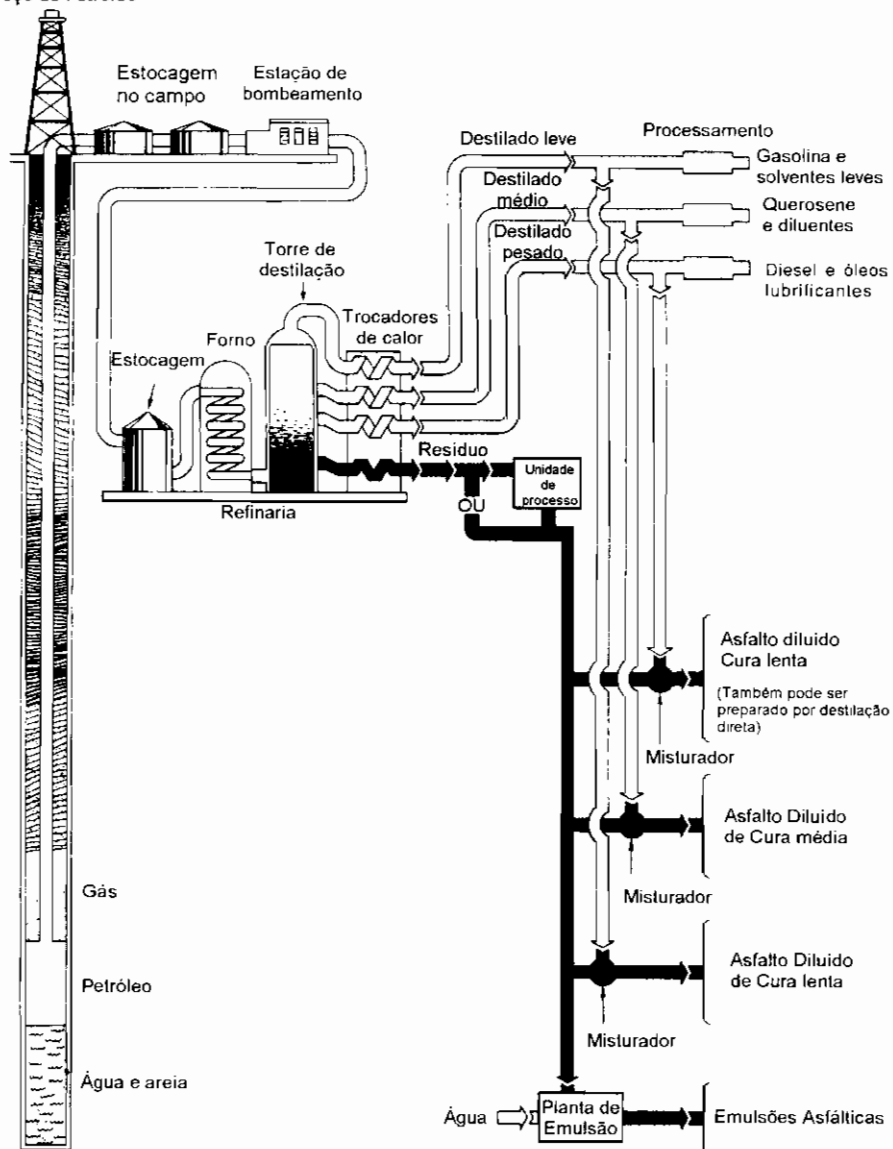 Estocagem
no campo
Estação de
bombeamento
Destilado leve
Processamento
Gasolina e
solventes leves
Destilado
médio
Querosene
e diluentes
Destilado
pesado
Diesel e óleos
lubrificantes
Torre de
destilação
Trocadores
de calor
Forno
Estocagem
Resíduo
Unidade
de
processo
OU
Refinaria
Asfalto diluido
Cura lenta
(Também pode ser
preparado por destilação
direta)
Misturador
Asfalto Diluído
de Cura média
Misturador
Gás
Asfalto Diluido
de Cura lenta
Petróleo
Misturador
Água e areia
Água
Planta de
Emulsão
Emulsões Asfálticas